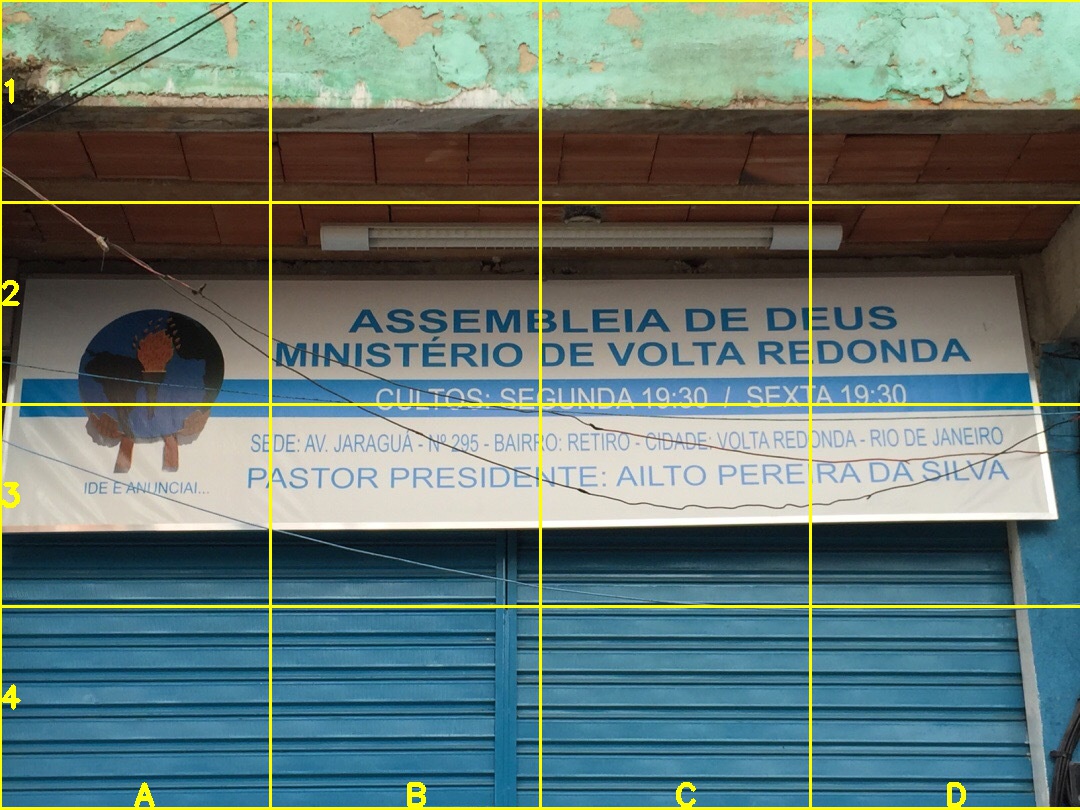 ASSEMBLEIA DE DEUS
MINISTÉRIO DE VOLTA REDONDA
CULTOS: SEGUNDA 19:30 / SEXTA 19:30
SEDE: AV. JARAGUÁ - Nº 295 - BAIRRO: RETIRO - CIDADE: VOLTA REDONDA - RIO DE JANEIRO
PASTOR PRESIDENTE: AILTO PEREIRA DA SILVA
IDE E ANUNCIAI...